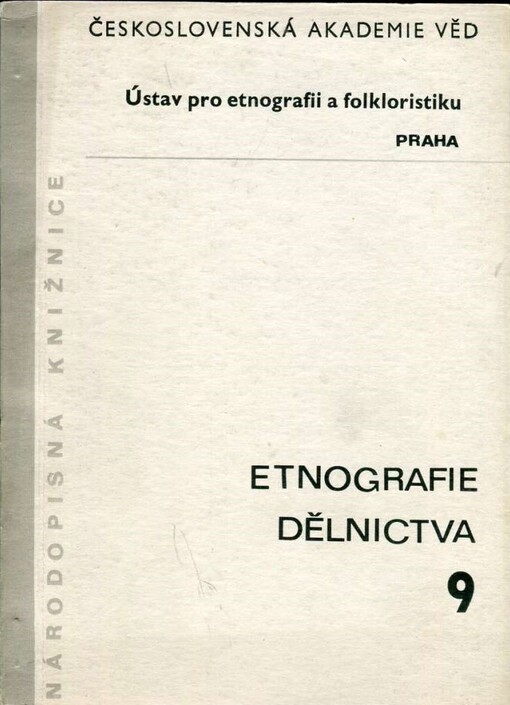 ČESKOSLOVENSKÁ AKADEMIE VĚD
Ústav pro etnografii a folkloristiku
PRAHA
NÁRODOPISNÁ KNIŽNICE
ETNOGRAFIE
DĚLNICTVA
9